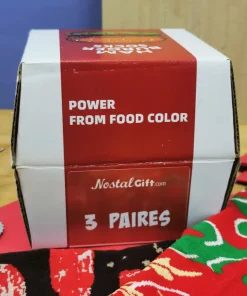 POWER
FROM FOOD COLOR
NostalGift.com
3 PAIRES